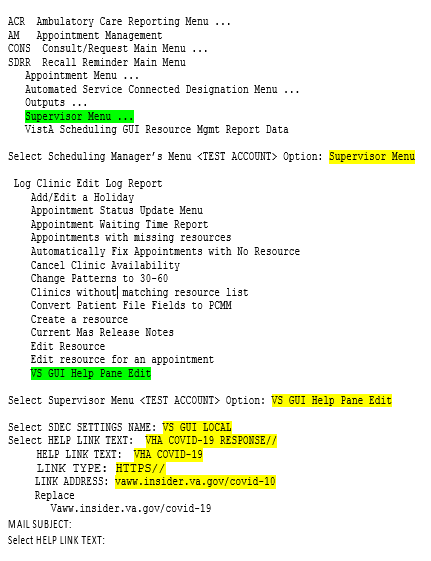 ACR  Ambulatory Care Reporting Menu ...
AM   Appointment Management
CONS  Consult/Request Main Menu ...
SDRR  Recall Reminder Main Menu
Appointment Menu ...
Automated Service Connected Designation Menu ...
Outputs ...
Supervisor Menu ...
VistA Scheduling GUI Resource Mgmt Report Data
Select Scheduling Manager's Menu <TEST ACCOUNT> Option: Supervisor Menu
Log Clinic Edit Log Report
Add/Edit a Holiday
Appointment Status Update Menu
Appointment Waiting Time Report
Appointments with missing resources
Automatically Fix Appointments with No Resource
Cancel Clinic Availability
Change Patterns to 30-60
Clinics without matching resource list
Convert Patient File Fields to PCMM
Create a resource
Current Mas Release Notes
Edit Resource
Edit resource for an appointment
VS GUI Help Pane Edit
Select Supervisor Menu <TEST ACCOUNT> Option: VS GUI Help Pane Edit
Select SDEC SETTINGS NAME: VS GUI LOCAL
Select HELP LINK TEXT: VHA COVID-19 RESPONSE//
HELP LINK TEXT: VHA COVID-19
LINK TYPE: HTTPS//
LINK ADDRESS: vaww.insider.va.gov/covid-10
Replace
Vaww.insider.va.gov/covid-19
MAIL SUBJECT:
Select HELP LINK TEXT: